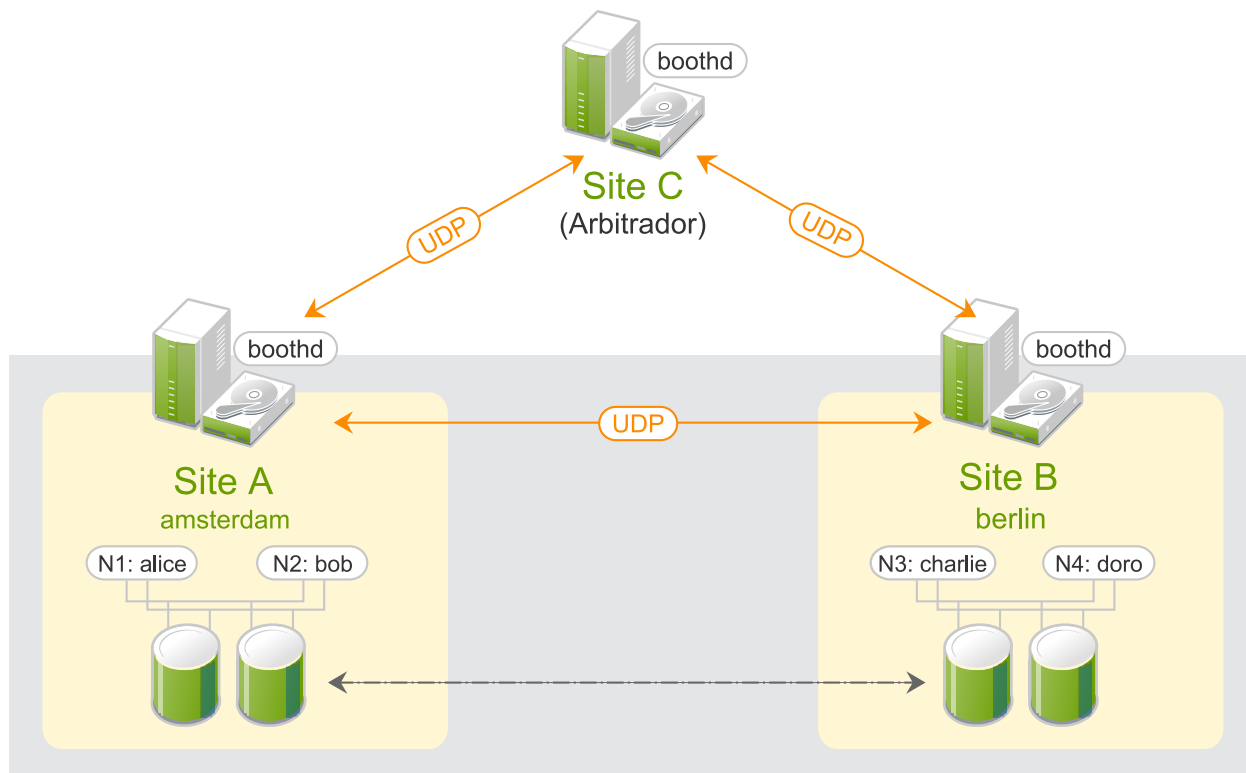 boothd
Site C
(Arbitrador)
UDP
UDP
boothd
boothd
UDP
Site A
amsterdam
Site B
berlin
N1: alice
N2: bob
N3: charlie
N4: doro